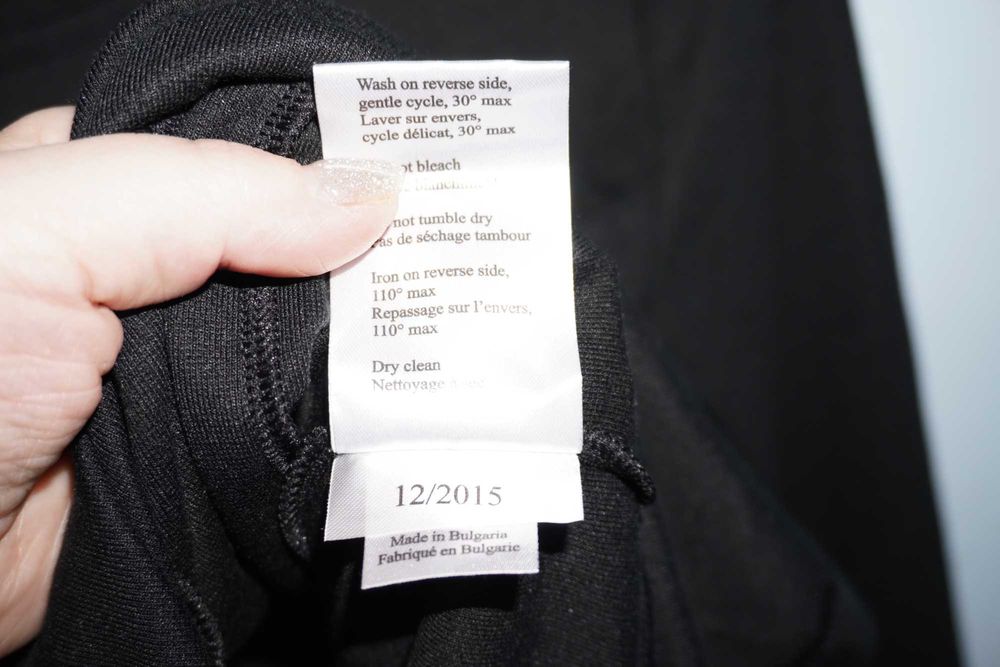 Wash on reverse side,
gentle cycle, 30° max
Laver sur envers,
cycle délicat, 30° max
bleach
not tumble dry
de séchage tambour
Iron on reverse side,
110° max
Repassage sur l'envers,
110° max
Dry clean
Nettoyage
12/2015
Made in Bulgaria
Fabriqué en Bulgarie